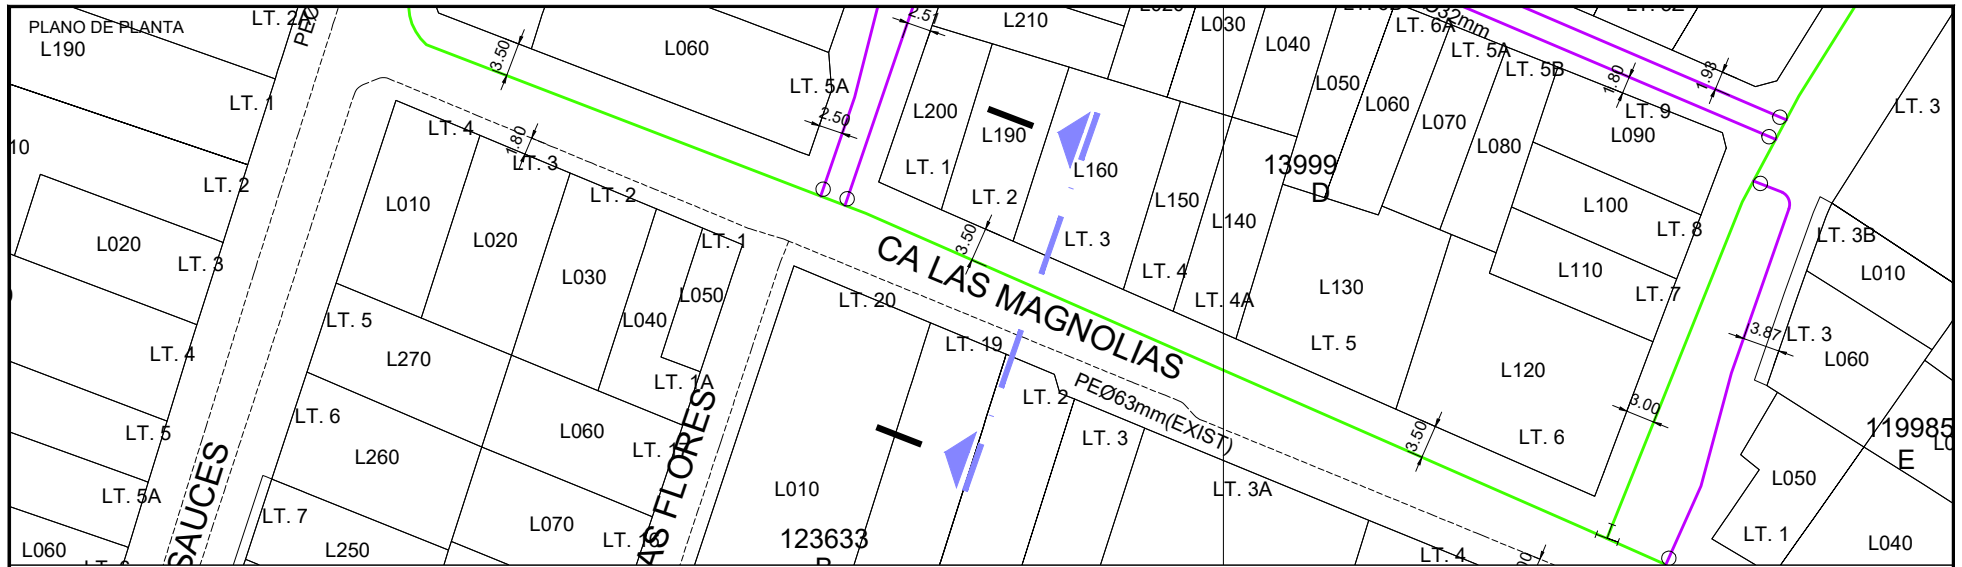 PLANO DE PLANTA
LT. 2A
2.51
L210
L030
L190
L060
3.50
L040
LT. 6A
Ø32mm
LT. 5A
LT. 5B
LT. 1
LT. 5A
2.50
L200
L190
L050
L060
1.80
1.93
LT. 9
LT. 3
LT. 4
1.80
LT. 3
LT. 1
L160
L070
L080
L090
13999
D
LT. 2
LT. 2
LT. 2
L010
L020
L150
L140
L100
LT. 8
L020
LT. 3
L030
LT. 1
3.50
LT. 3
LT. 4
LT. 4A
L110
LT. 7
LT. 3B
L010
L050
L040
CA LAS MAGNOLIAS
LT. 20
L130
LT. 5
LT. 5
LT. 4
L270
LT. 19
3.87
LT. 3
L060
L120
LT. 1A
PEØ63mm(EXIST)
LT. 2
3.00
LT. 6
LT. 5
L060
LT. 3
3.50
LT. 6
119985
E
L260
L010
LT. 3A
L050
LT. 5A
SAUCES
LT. 7
L070
AS FLORES
123633
LT. 1
L060
L250
LT. 4
L040